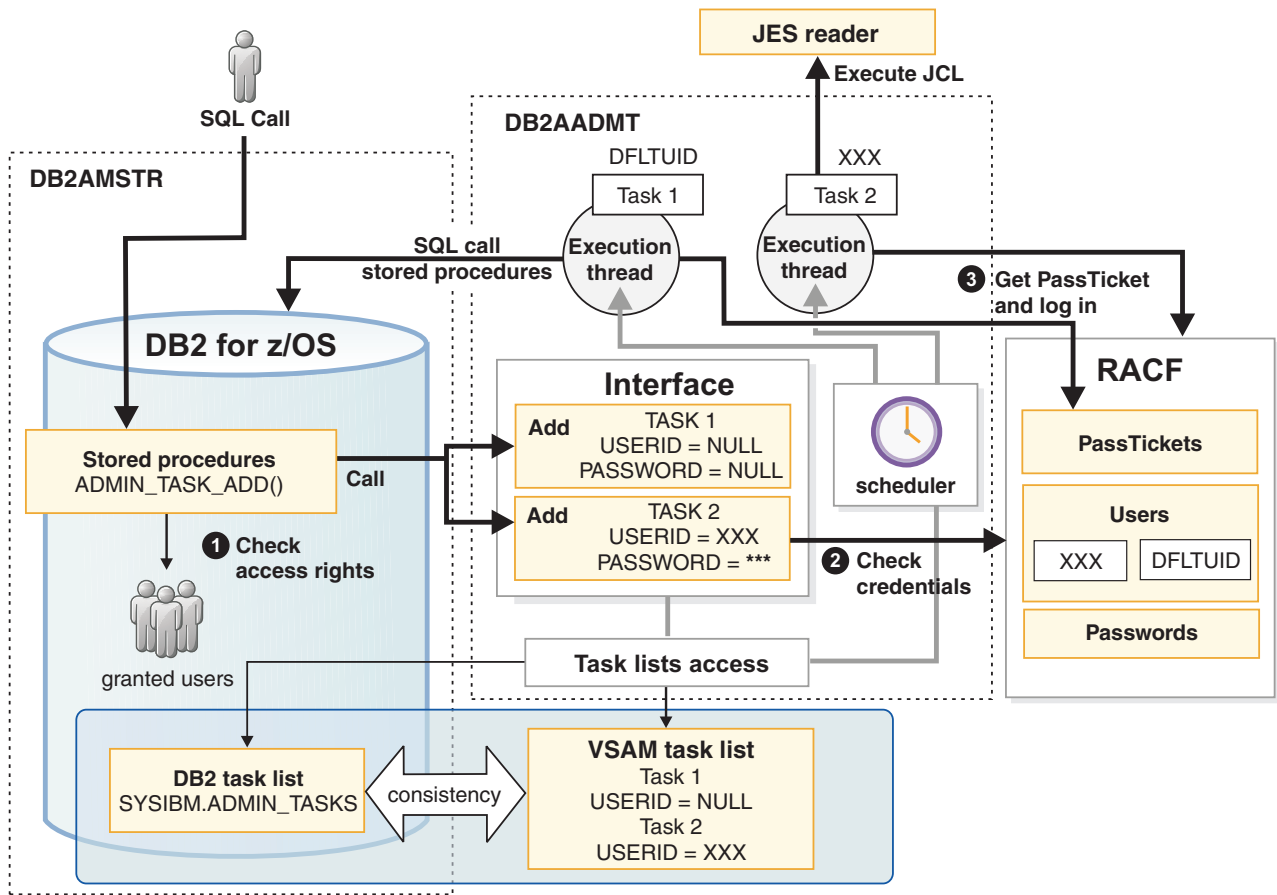 JES reader
Execute JCL
SQL Call
DB2AADMT
DB2AMSTR
DFLTUID
XXX
Task 1
Task 2
Execution
thread
Execution
thread
SQL call
stored procedures
3 Get PassTicket
and log in
DB2 for z/OS
Interface
RACF
Add
TASK 1
USERID = NULL
PASSWORD = NULL
PassTickets
Stored procedures
ADMIN_TASK_ADD()
Call
scheduler
Add
TASK 2
USERID = XXX
PASSWORD = ***
Users
XXX
DFLTUID
1 Check
access rights
2 Check
credentials
Passwords
granted users
Task lists access
VSAM task list
Task 1
USERID = NULL
Task 2
USERID = XXX
DB2 task list
SYSIBM.ADMIN_TASKS
consistency